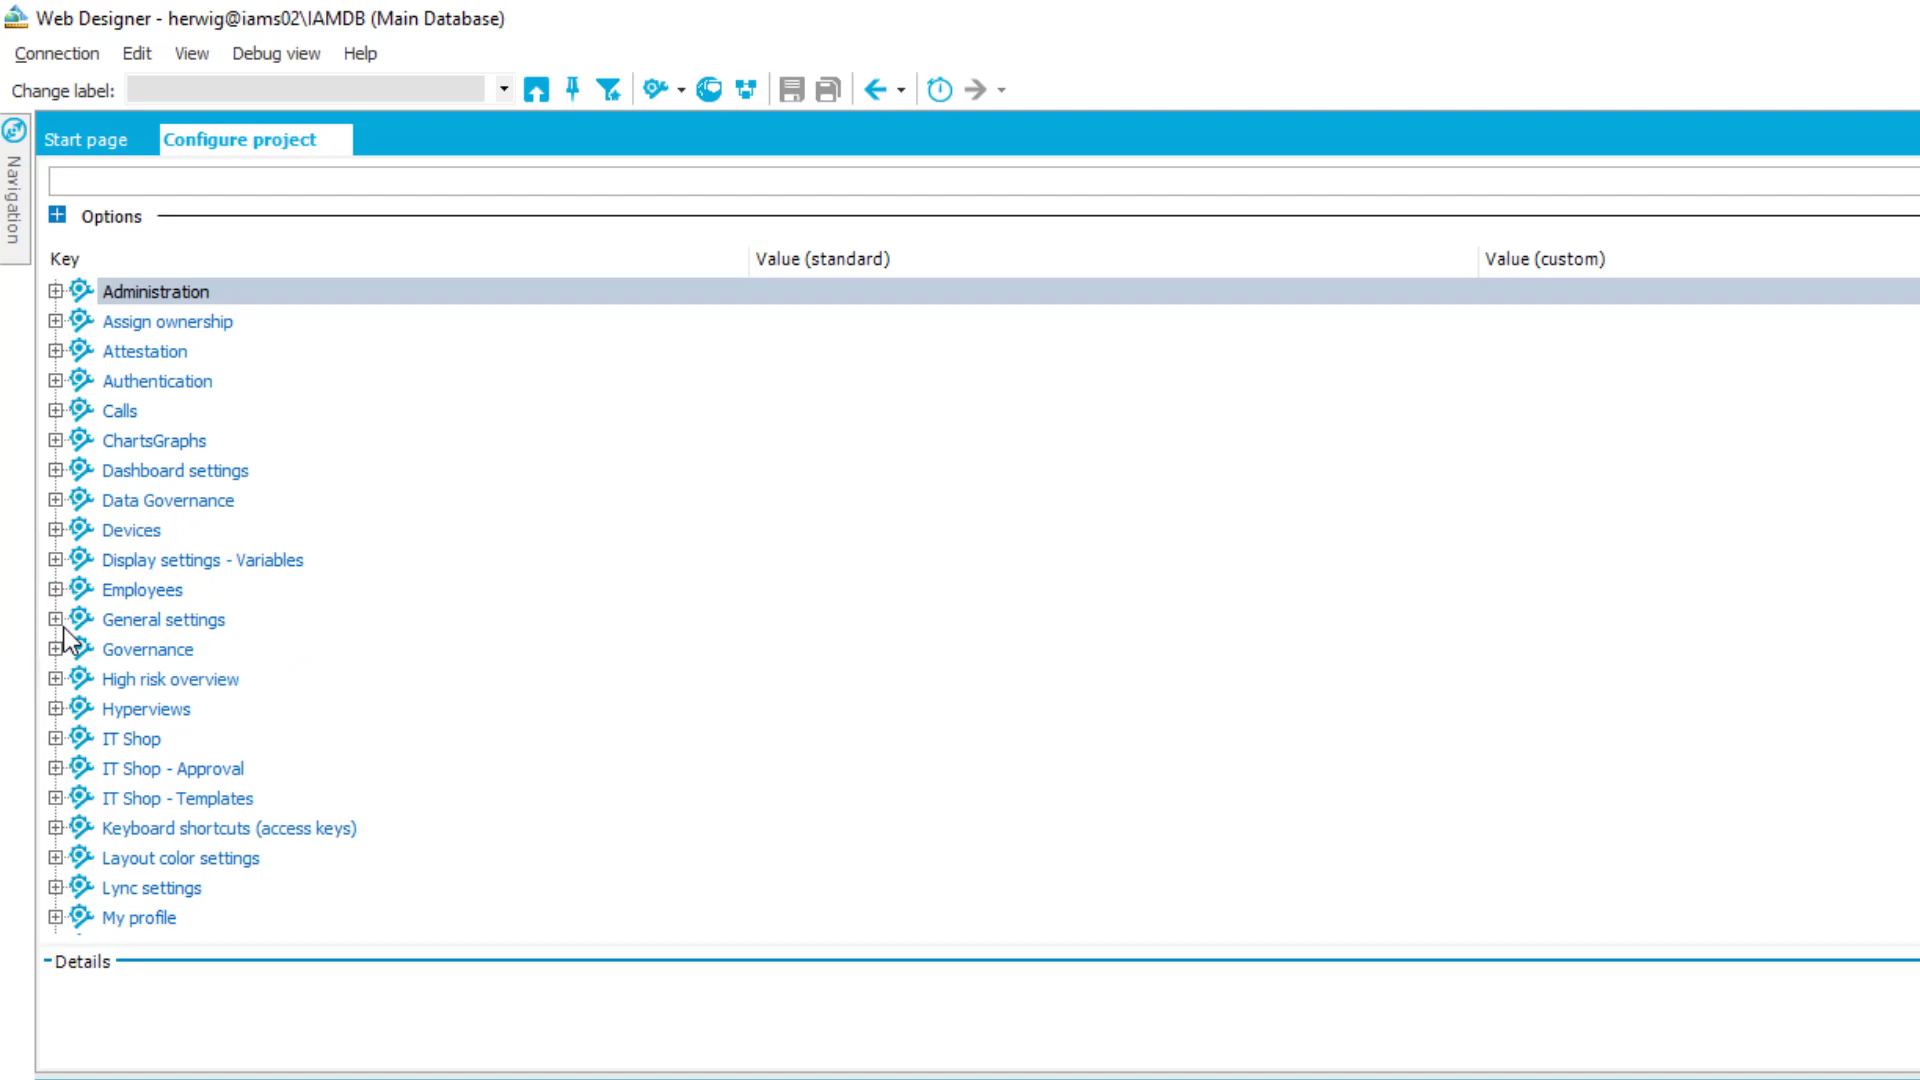 Web Designer - herwig@iams02\IAMDB (Main Database)
Connection Edit View Debug view Help
Change label:
Navigation
Start page Configure project
Options
Key Value (standard) Value (custom)
Administration
Assign ownership
Attestation
Authentication
Calls
ChartsGraphs
Dashboard settings
Data Governance
Devices
Display settings - Variables
Employees
General settings
Governance
High risk overview
Hyperviews
IT Shop
IT Shop - Approval
IT Shop - Templates
Keyboard shortcuts (access keys)
Layout color settings
Lync settings
My profile
Details